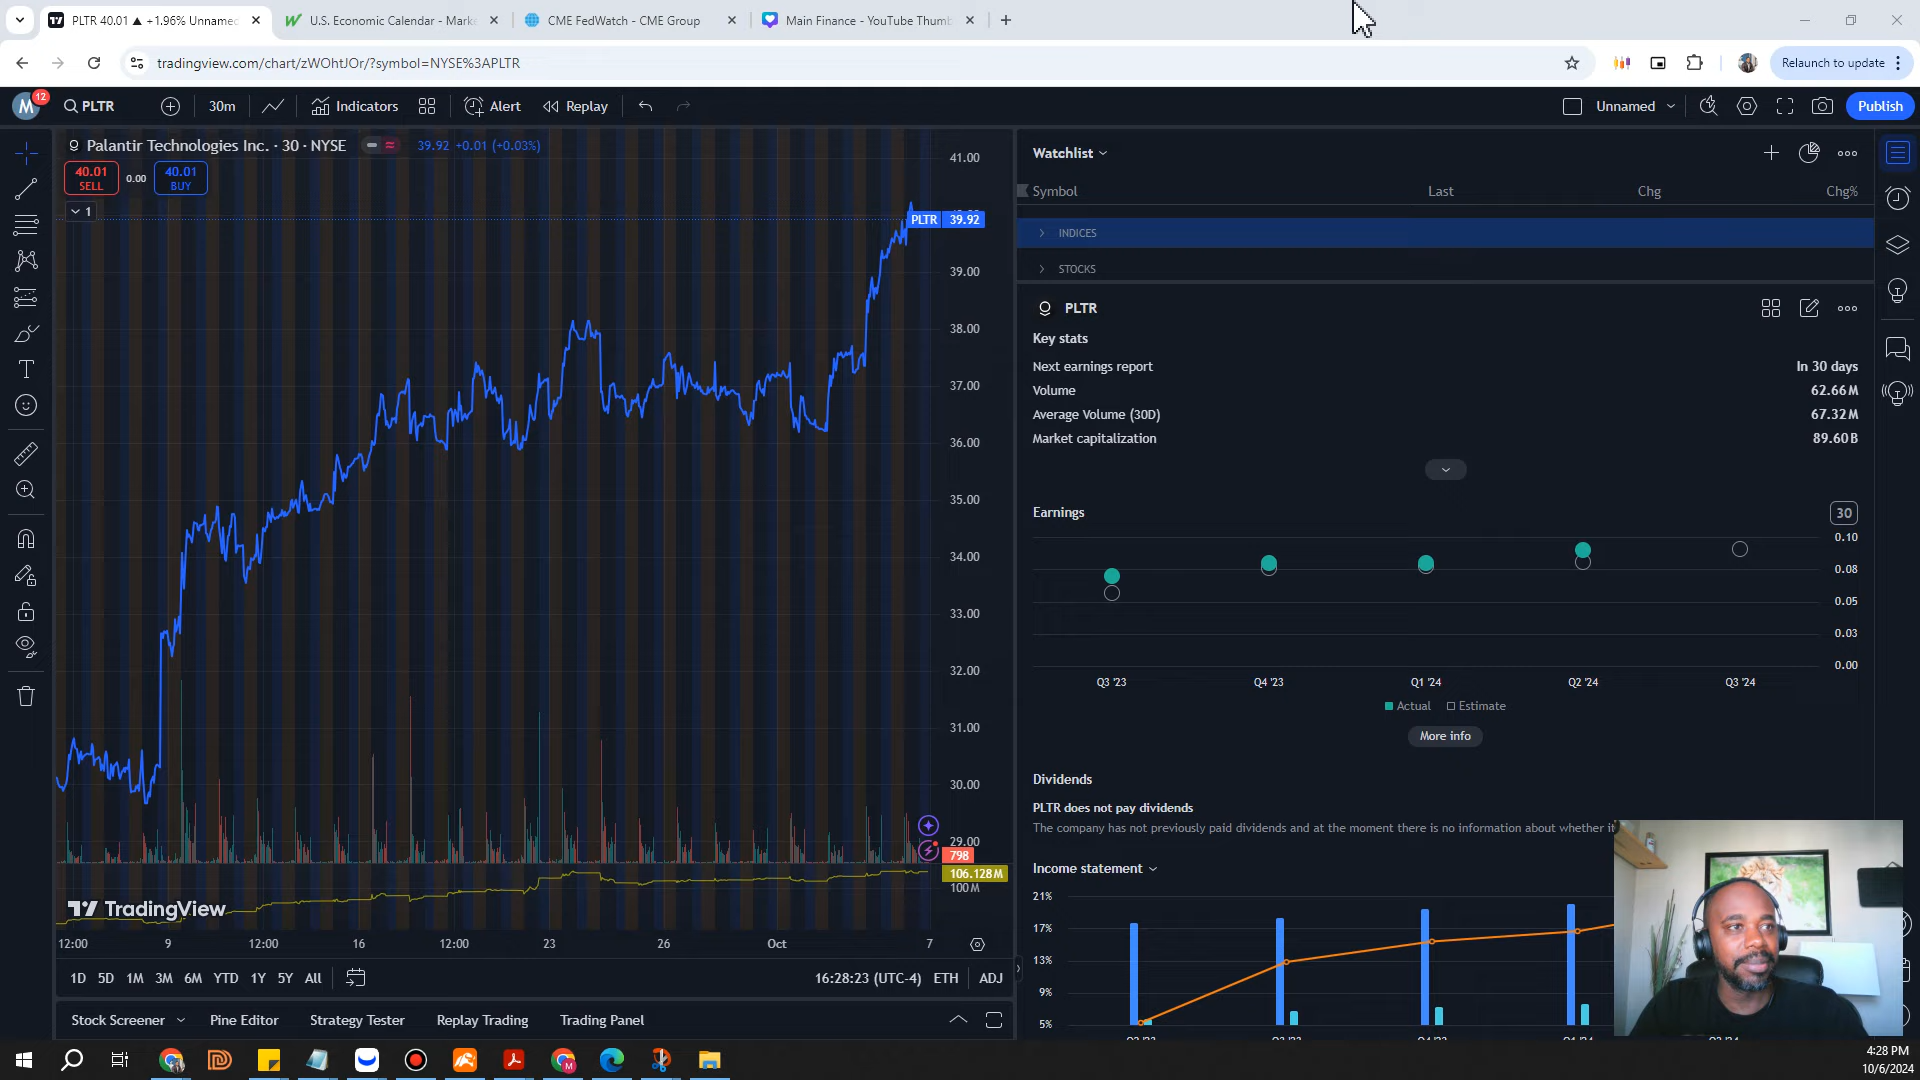 PLTR 40.01 ▲ +1.96% Unnamed
U.S. Economic Calendar - Marke
CME FedWatch - CME Group
Main Finance - YouTube Thumb
tradingview.com/chart/zWOhtJOr/?symbol=NYSE%3APLTR
Relaunch to update
M 12 PLTR 30m Indicators Alert Replay Unnamed Publish
Palantir Technologies Inc. · 30 · NYSE 39.92 +0.01 (+0.03%)
40.01 SELL 0.00 40.01 BUY
1
41.00
PLTR 39.92
39.00
38.00
37.00
36.00
35.00
34.00
33.00
32.00
31.00
30.00
29.00
798
106.128M
100M
TradingView
12:00 9 12:00 16 12:00 23 26 Oct 7
1D 5D 1M 3M 6M YTD 1Y 5Y All 16:28:23 (UTC-4) ETH ADJ
Stock Screener Pine Editor Strategy Tester Replay Trading Trading Panel
Watchlist
Symbol Last Chg Chg%
INDICES
STOCKS
PLTR
Key stats
Next earnings report In 30 days
Volume 62.66M
Average Volume (30D) 67.32M
Market capitalization 89.60B
Earnings 30
0.10
0.08
0.05
0.03
0.00
Q3 '23 Q4 '23 Q1 '24 Q2 '24 Q3 '24
Actual Estimate
More info
Dividends
PLTR does not pay dividends
The company has not previously paid dividends and at the moment there is no information about whether it
Income statement
21%
17%
13%
9%
5%
4:28 PM
10/6/2024